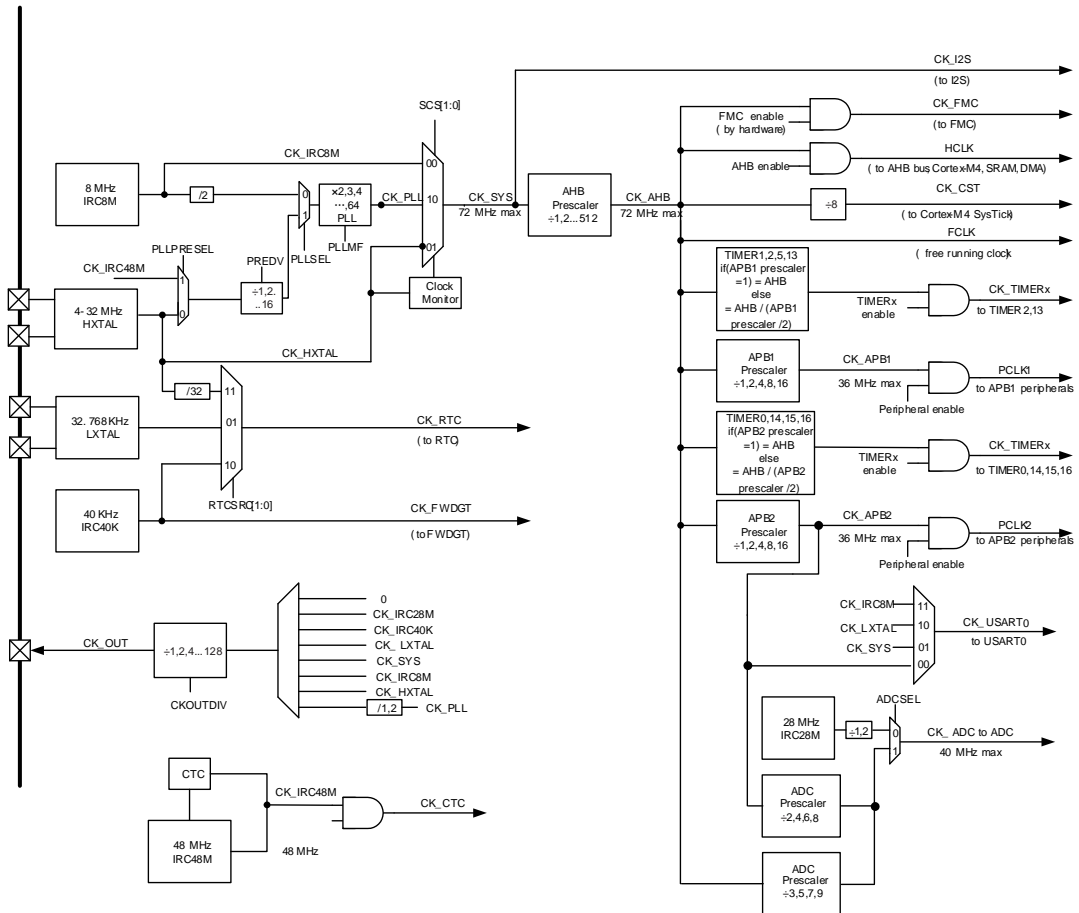 CK_I2S
(to I2S)
SCS[1:0]
FMC enable
( by hardware)
CK_FMC
(to FMC)
CK_IRC8M
00
HCLK
AHB enable
( to AHB bus,Cortex-M4, SRAM,DMA)
8 MHz
IRC8M
/2
0
1
×2,3,4
…,64
PLL
CK_PLL
10
CK_SYS
72 MHz max
AHB
Prescaler
÷1,2...512
CK_AHB
72 MHz max
÷8
CK_CST
(to Cortex-M4 SysTick)
PLLSEL
PLLMF
01
FCLK
( free running clock)
PLLPRESEL
CK_IRC48M
1
0
PREDV
÷1,2.
..16
Clock
Monitor
4-32 MHz
HXTAL
TIMER1,2,5,13
if(APB1 prescaler
=1) = AHB
else
= AHB / (APB1
prescaler /2)
TIMERx
enable
CK_TIMERx
to TIMER2,13
CK_HXTAL
APB1
Prescaler
÷1,2,4,8,16
CK_APB1
36 MHz max
Peripheral enable
PCLK1
to APB1 peripherals
/32
11
01
10
32.768KHz
LXTAL
CK_RTC
(to RTC)
TIMER0,14,15,16
if(APB2 prescaler
=1) = AHB
else
= AHB / (APB2
prescaler /2)
TIMERx
enable
CK_TIMERx
to TIMER0,14,15,16
RTCSRC[1:0]
40 KHz
IRC40K
CK_FWDGT
(to FWDGT)
APB2
Prescaler
÷1,2,4,8,16
CK_APB2
36 MHz max
Peripheral enable
PCLK2
to APB2 peripherals
CK_OUT
÷1,2,4...128
CKOUTDIV
0
CK_IRC28M
CK_IRC40K
CK_LXTAL
CK_SYS
CK_IRC8M
CK_HXTAL
/1,2
CK_PLL
CK_IRC8M
CK_LXTAL
CK_SYS
11
10
01
00
CK_USART0
to USART0
28 MHz
IRC28M
÷1,2
ADCSEL
0
1
CK_ADC to ADC
40 MHz max
ADC
Prescaler
÷2,4,6,8
CTC
CK_IRC48M
CK_CTC
48 MHz
IRC48M
48 MHz
ADC
Prescaler
÷3,5,7,9